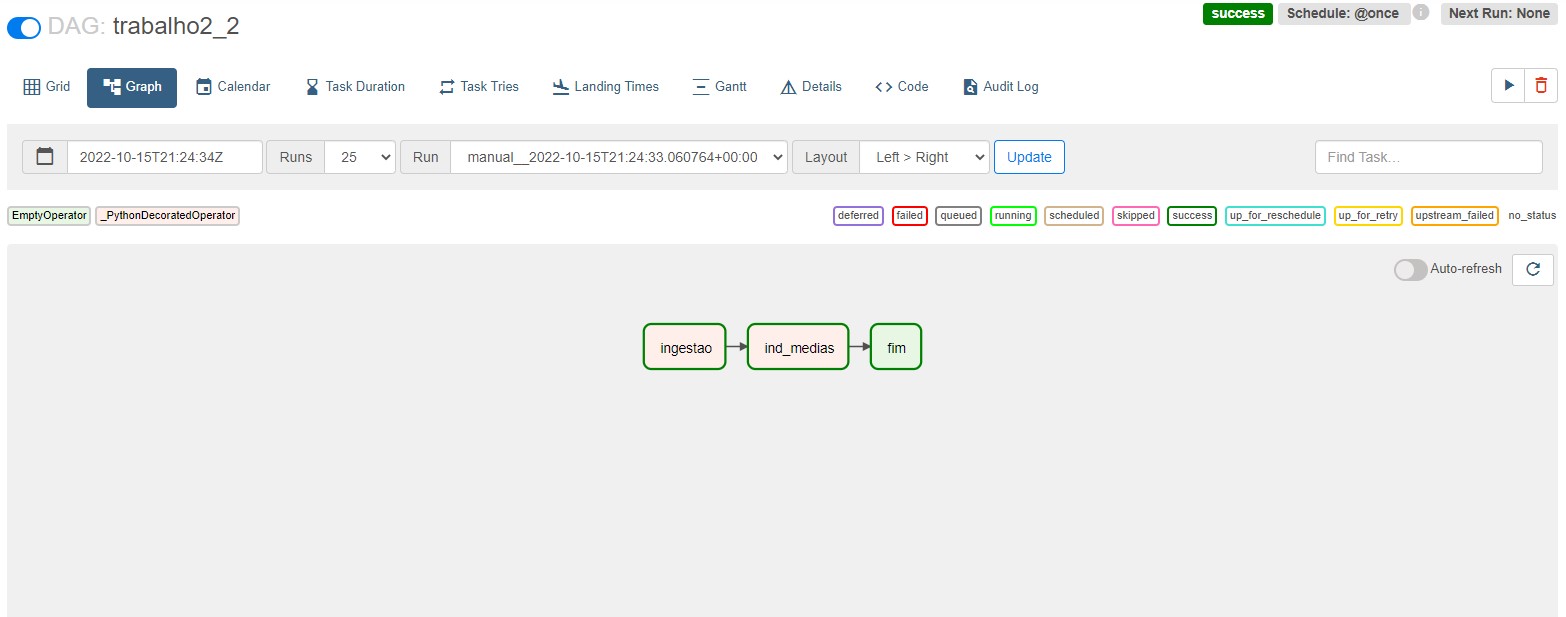 DAG: trabalho2_2
success Schedule: @once i Next Run: None
Grid Graph Calendar Task Duration Task Tries Landing Times Gantt Details Code Audit Log
2022-10-15T21:24:34Z Runs 25 Run manual__2022-10-15T21:24:33.060764+00:00 Layout Left > Right Update Find Task...
EmptyOperator _PythonDecoratedOperator deferred failed queued running scheduled skipped success up_for_reschedule up_for_retry upstream_failed no_status
Auto-refresh
ingestao ind_medias fim